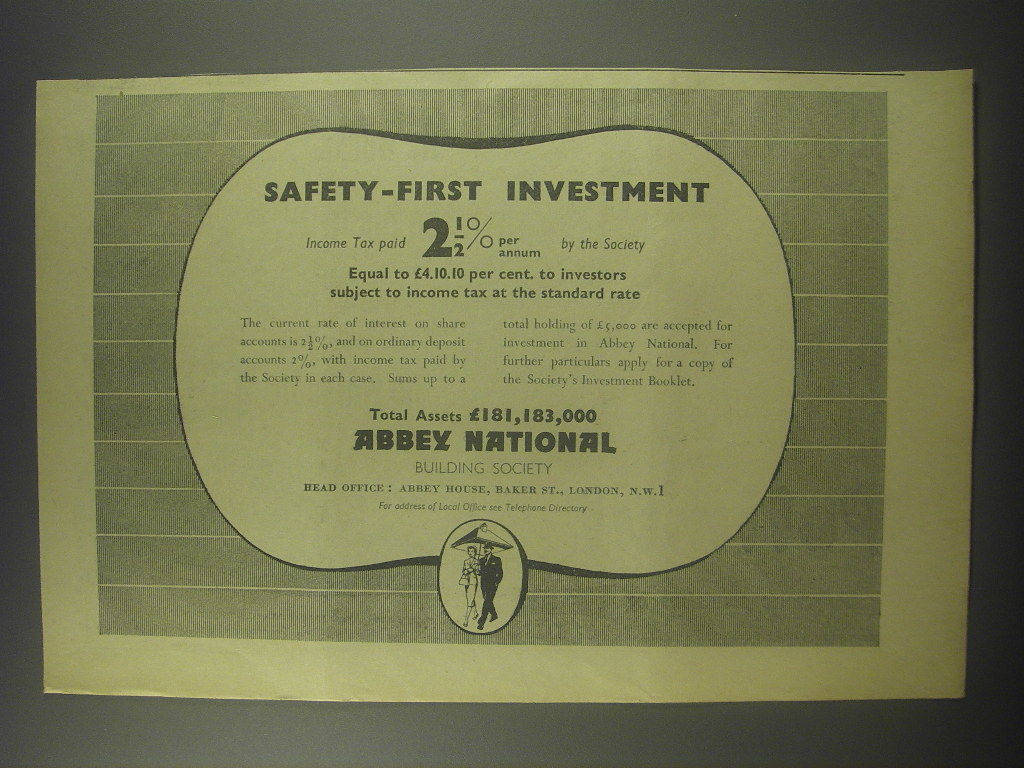 SAFETY-FIRST INVESTMENT
Income Tax paid 2½% per annum by the Society
Equal to £4.10.10 per cent. to investors
subject to income tax at the standard rate
The current rate of interest on share
accounts is 2½%, and on ordinary deposit
accounts 2%, with income tax paid by
the Society in each case. Sums up to a
total holding of £5,000 are accepted for
investment in Abbey National. For
further particulars apply for a copy of
the Society's Investment Booklet.
Total Assets £181,183,000
ABBEY NATIONAL
BUILDING SOCIETY
HEAD OFFICE: ABBEY HOUSE, BAKER ST., LONDON, N.W.1
For address of Local Office see Telephone Directory